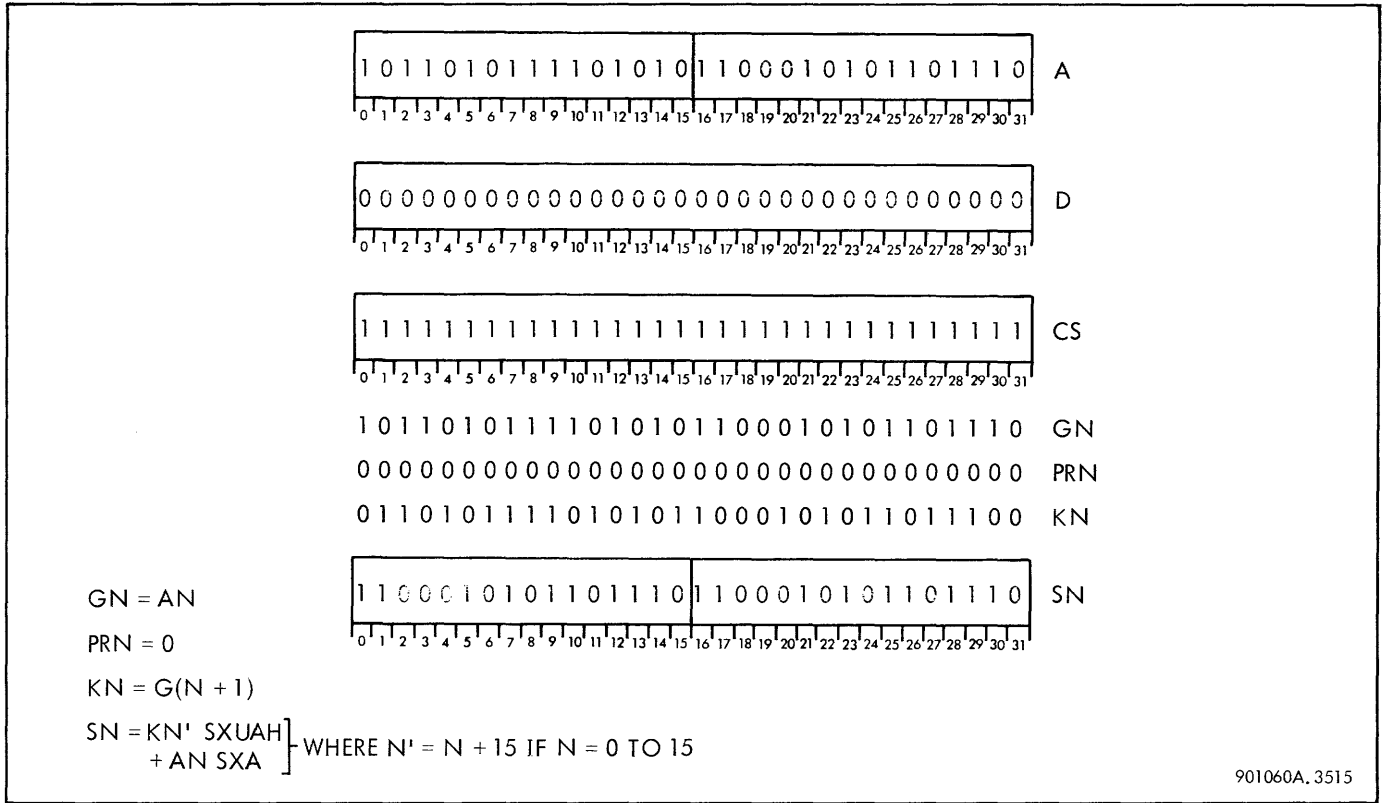 1 0 1 1 0 1 0 1 1 1 1 0 1 0 1 0 1 1 0 0 0 1 0 1 0 1 1 0 1 1 1 0 A
0 1 2 3 4 5 6 7 8 9 10 11 12 13 14 15 16 17 18 19 20 21 22 23 24 25 26 27 28 29 30 31
0 0 0 0 0 0 0 0 0 0 0 0 0 0 0 0 0 0 0 0 0 0 0 0 0 0 0 0 0 0 0 0 D
0 1 2 3 4 5 6 7 8 9 10 11 12 13 14 15 16 17 18 19 20 21 22 23 24 25 26 27 28 29 30 31
1 1 1 1 1 1 1 1 1 1 1 1 1 1 1 1 1 1 1 1 1 1 1 1 1 1 1 1 1 1 1 1 CS
0 1 2 3 4 5 6 7 8 9 10 11 12 13 14 15 16 17 18 19 20 21 22 23 24 25 26 27 28 29 30 31
1 0 1 1 0 1 0 1 1 1 1 0 1 0 1 0 1 1 0 0 0 1 0 1 0 1 1 0 1 1 1 0 GN
0 0 0 0 0 0 0 0 0 0 0 0 0 0 0 0 0 0 0 0 0 0 0 0 0 0 0 0 0 0 0 0 PRN
0 1 1 0 1 0 1 1 1 1 0 1 0 1 0 1 1 0 0 0 1 0 1 0 1 1 0 1 1 1 0 0 KN
1 1 0 0 0 1 0 1 0 1 1 0 1 1 1 0 1 1 0 0 0 1 0 1 0 1 1 0 1 1 1 0 SN
0 1 2 3 4 5 6 7 8 9 10 11 12 13 14 15 16 17 18 19 20 21 22 23 24 25 26 27 28 29 30 31
GN = AN
PRN = 0
KN = G(N + 1)
SN = KN' SXUAH
+ AN SXA
WHERE N' = N + 15 IF N = 0 TO 15
901060A. 3515